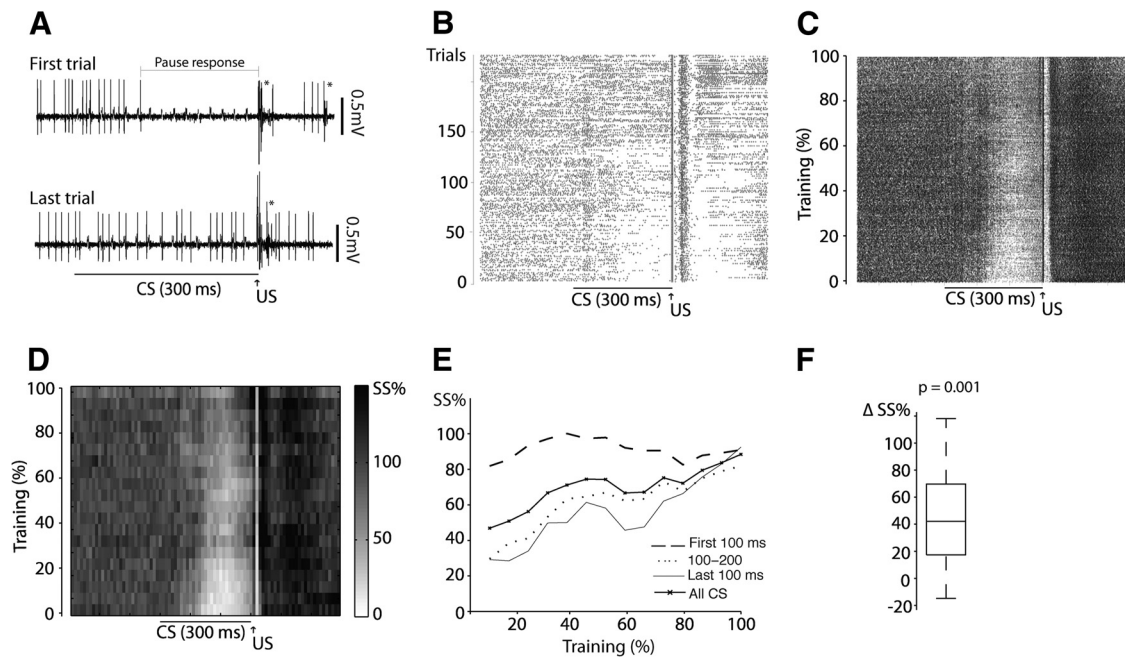 A
First trial
Pause response
*
*
0.5mV
Last trial
*
0.5mV
CS (300 ms)
↑
US
B
Trials
150
100
50
0
CS (300 ms)
↑
US
C
Training (%)
100
80
60
40
20
0
CS (300 ms)
↑
US
D
Training (%)
100
80
60
40
20
0
CS (300 ms)
↑
US
SS%
100
50
0
E
SS%
100
80
60
40
20
0
20 40 60 80 100
Training (%)
First 100 ms
100–200
Last 100 ms
All CS
F
p = 0.001
Δ SS%
100
80
60
40
20
0
-20